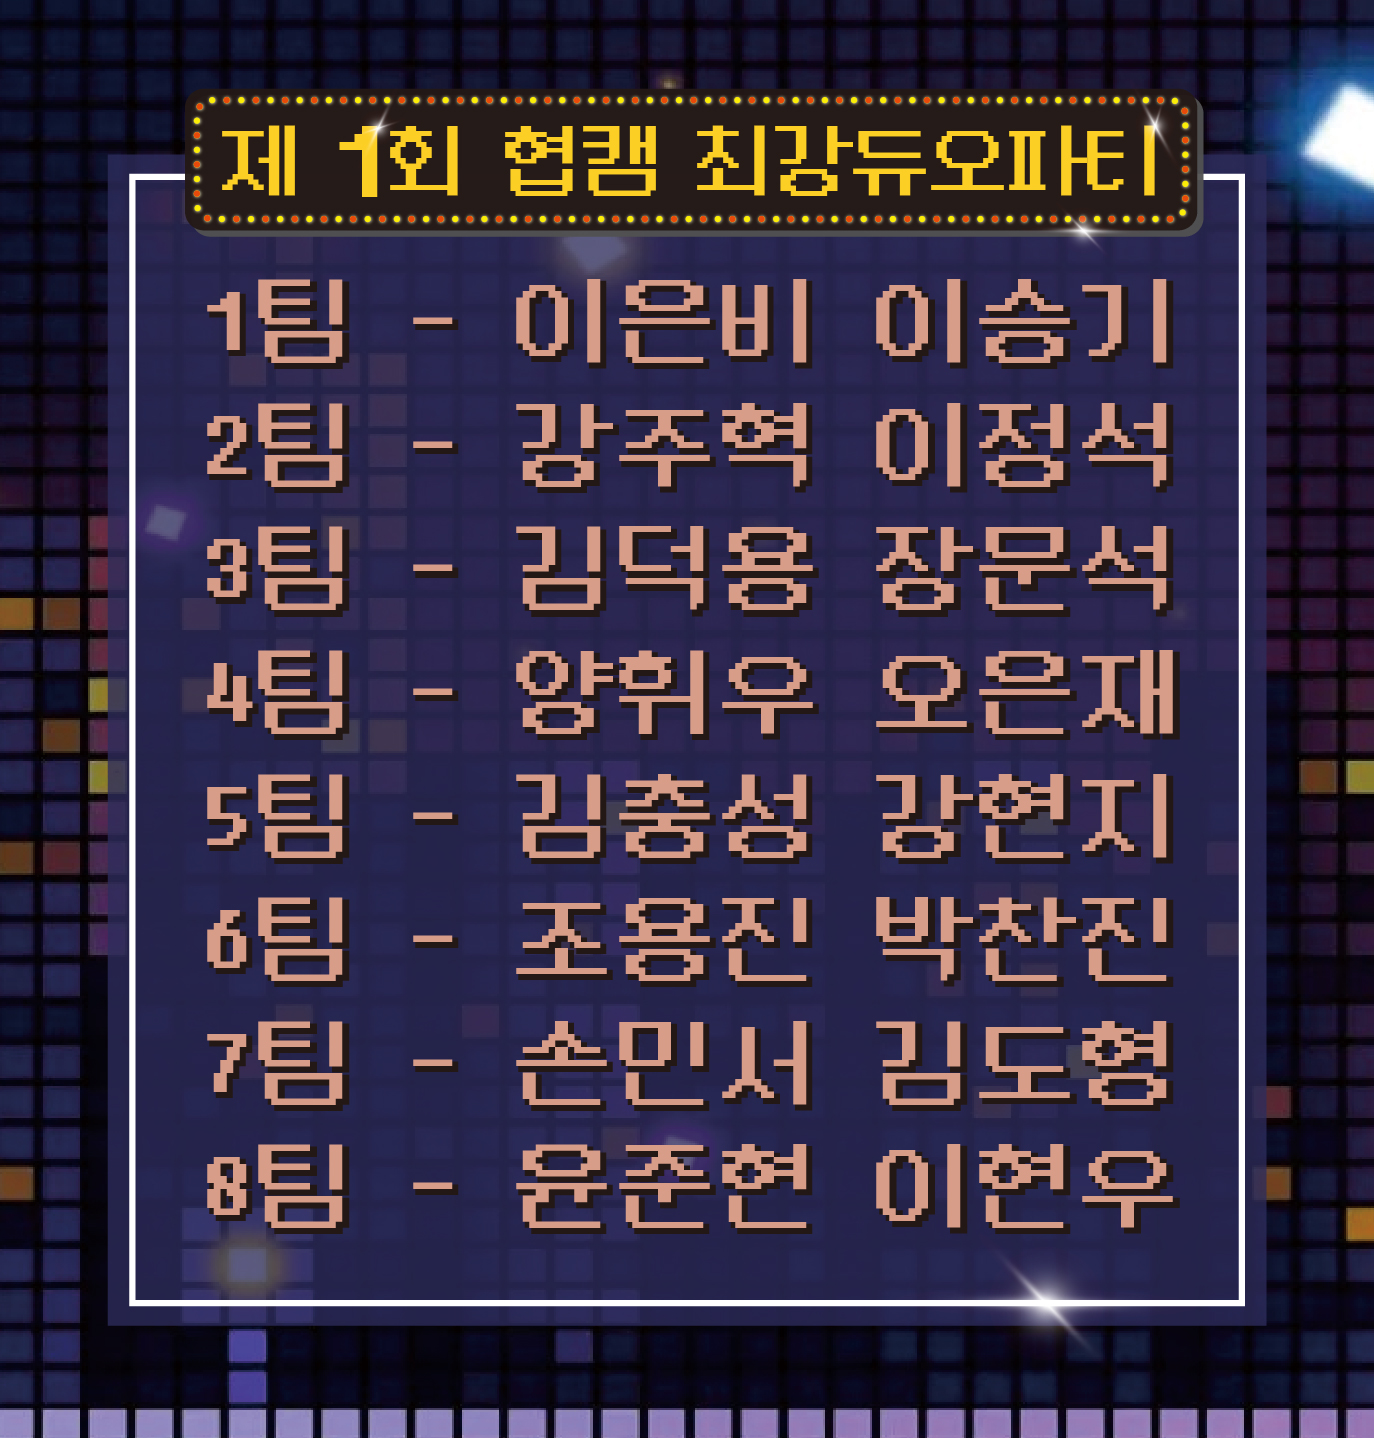 제 1회 협캠 최강듀오파티
1팀 - 이은비 이승기
2팀 - 강주혁 이정석
3팀 - 김덕용 장문석
4팀 - 양휘우 오은재
5팀 - 김충성 강현지
6팀 - 조용진 박찬진
7팀 - 손민서 김도형
8팀 - 윤준현 이현우